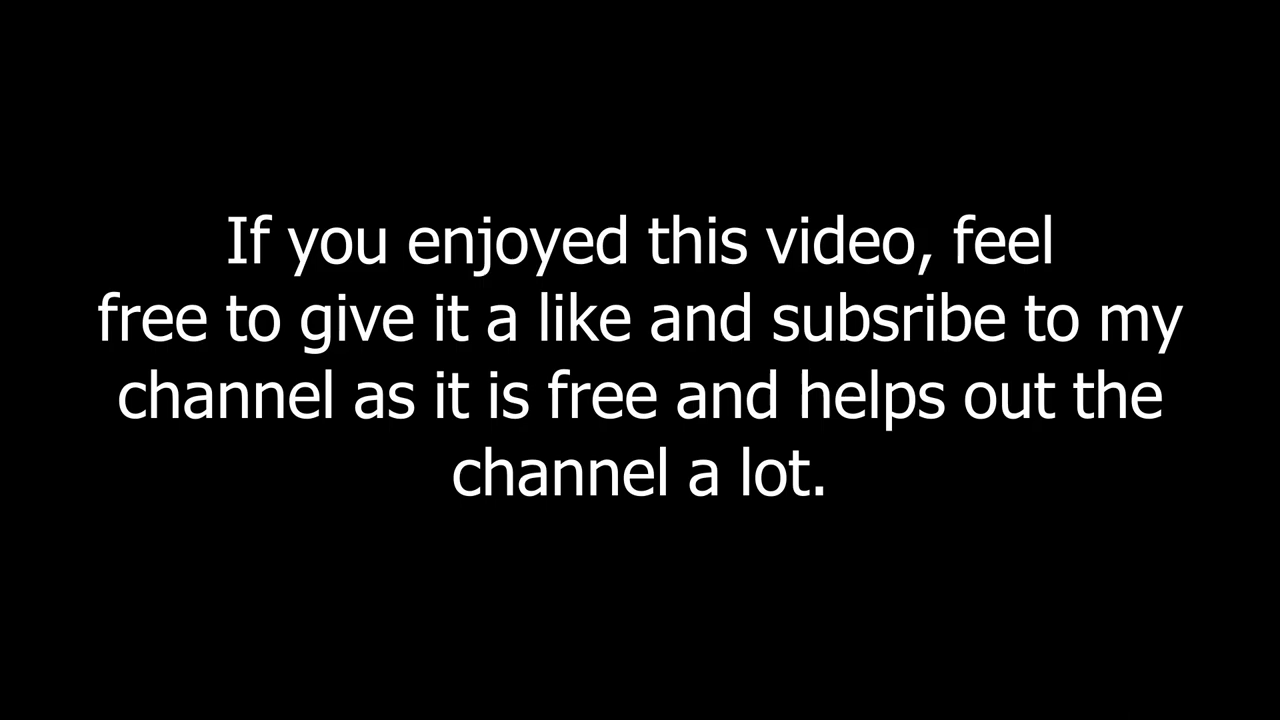 If you enjoyed this video, feel
free to give it a like and subsribe to my
channel as it is free and helps out the
channel a lot.